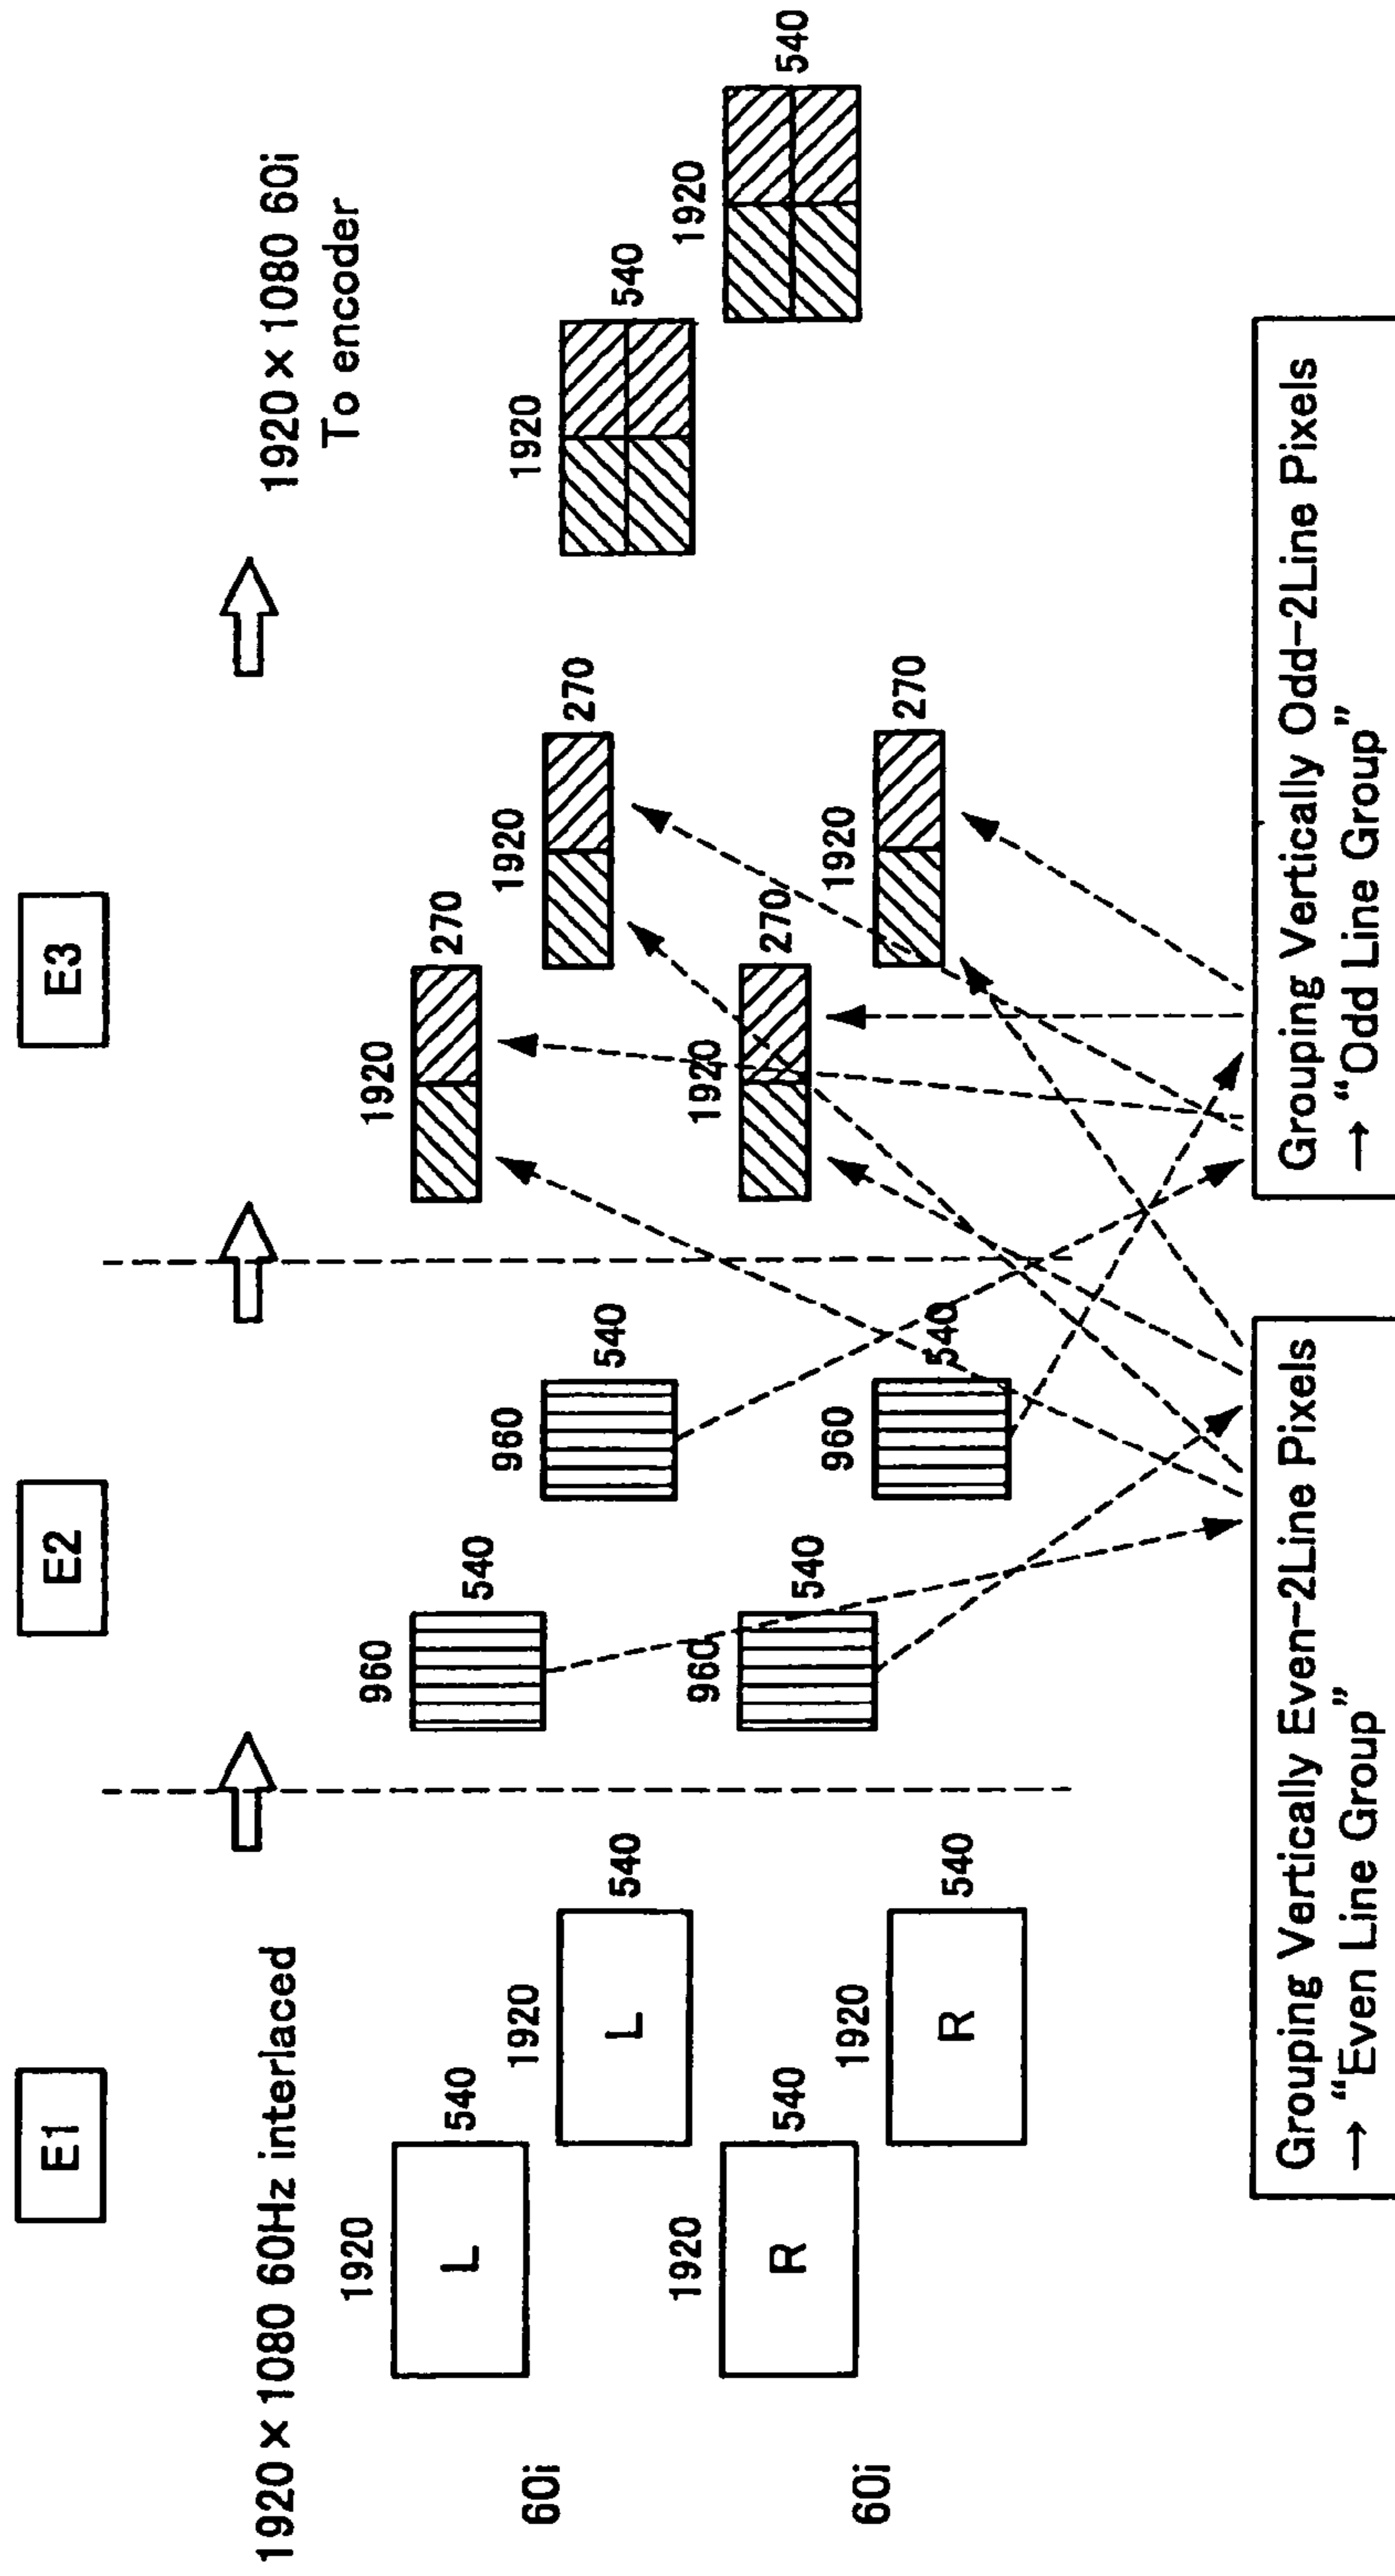 E1
E2
E3
1920×1080 60Hz interlaced
1920×1080 60i
To encoder
60i
60i
1920
L
540
1920
L
540
1920
R
540
1920
R
540
960
540
960
540
960
540
960
540
1920
270
1920
270
1920
270
1920
270
1920
540
1920
540
Grouping Vertically Even-2Line Pixels
→ “Even Line Group”
Grouping Vertically Odd-2Line Pixels
→ “Odd Line Group”